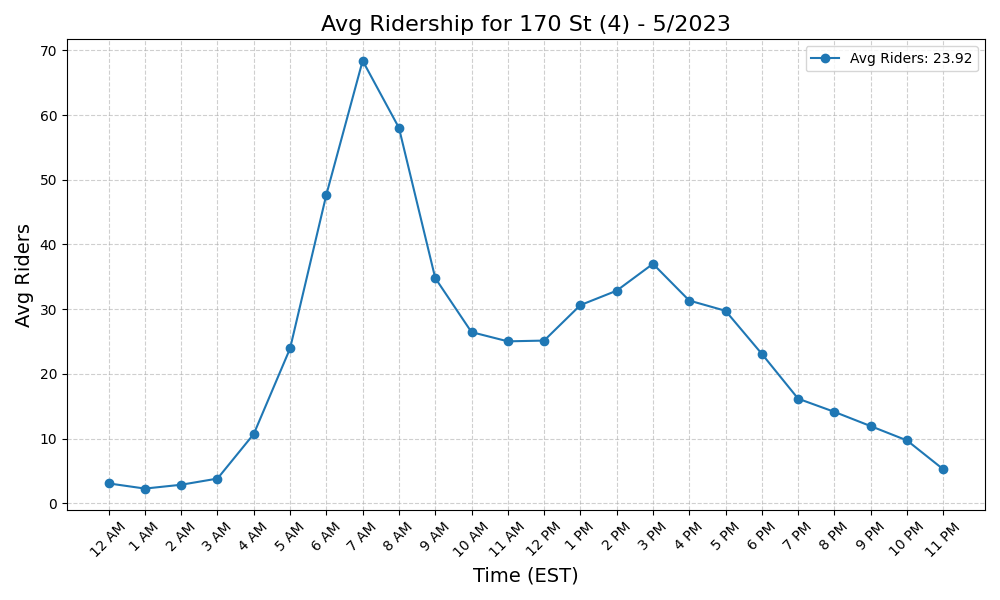 Avg Ridership for 170 St (4) - 5/2023
Avg Riders: 23.92
Avg Riders
70
60
50
40
30
20
10
0
12 AM
1 AM
2 AM
3 AM
4 AM
5 AM
6 AM
7 AM
8 AM
9 AM
10 AM
11 AM
12 PM
1 PM
2 PM
3 PM
4 PM
5 PM
6 PM
7 PM
8 PM
9 PM
10 PM
11 PM
Time (EST)